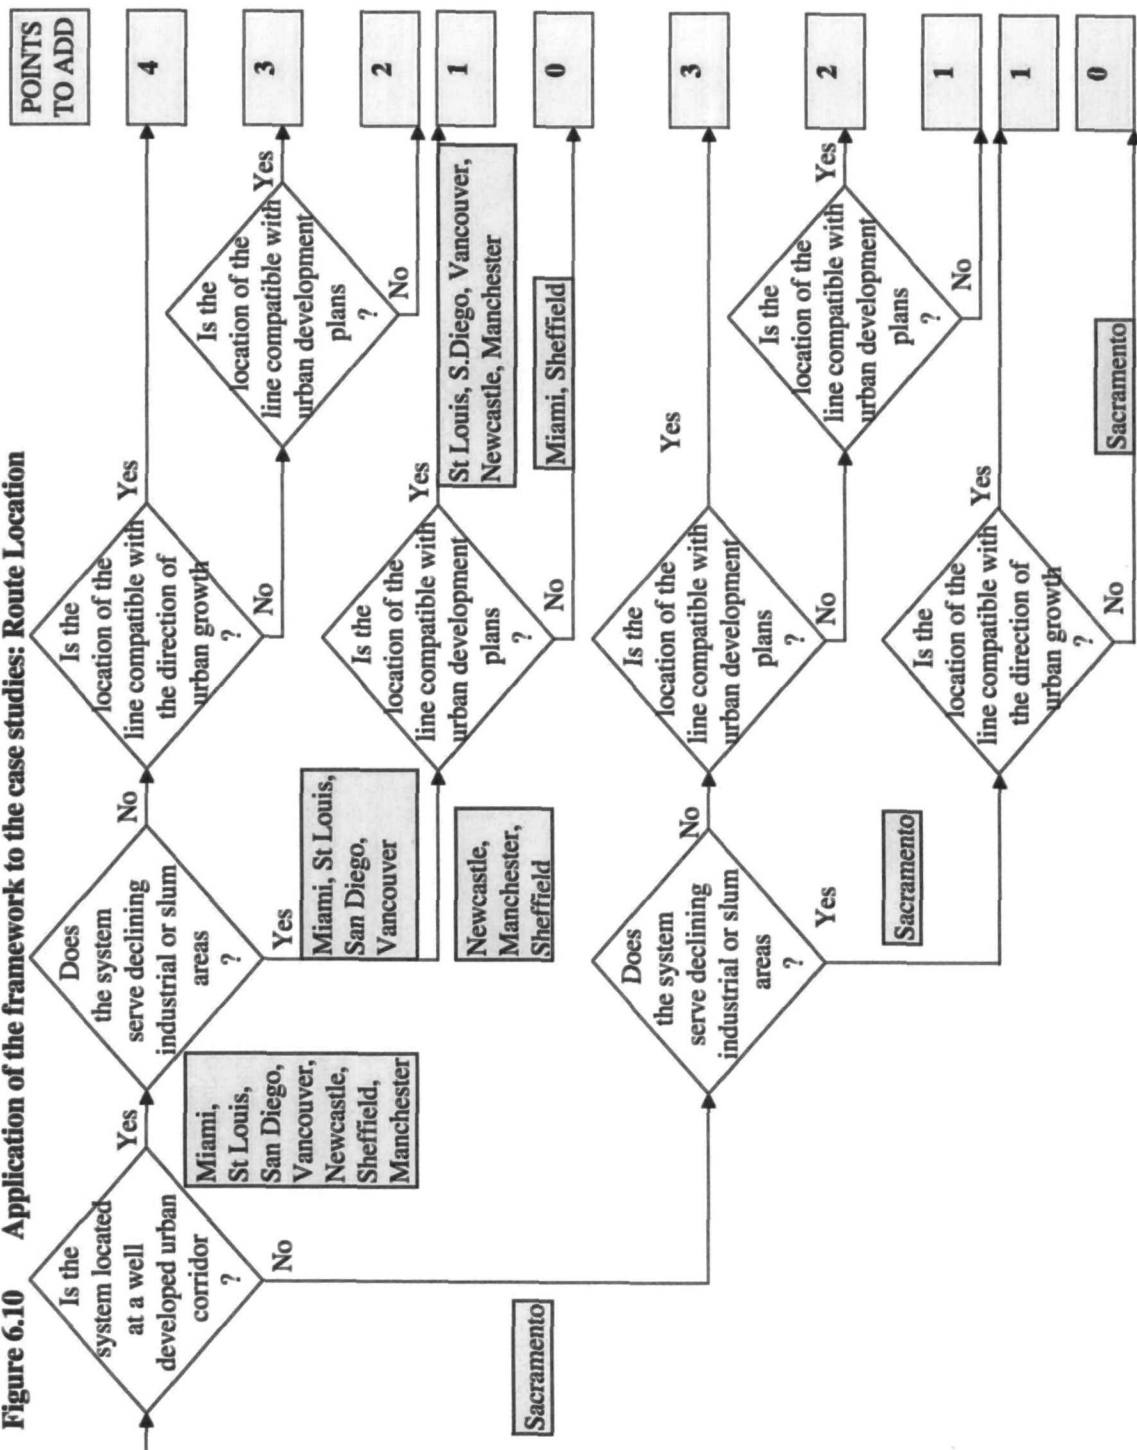 Figure 6.10 Application of the framework to the case studies: Route Location
POINTS
TO ADD
Is the
system located
at a well
developed urban
corridor
?
Yes
No
Miami,
St Louis,
San Diego,
Vancouver,
Newcastle,
Sheffield,
Manchester
Sacramento
Does
the system
serve declining
industrial or slum
areas
?
No
Yes
Miami, St Louis,
San Diego,
Vancouver
Newcastle,
Manchester,
Sheffield
Is the
location of the
line compatible with
the direction of
urban growth
?
Yes
No
4
Is the
location of the
line compatible with
urban development
plans
?
Yes
No
3
2
Is the
location of the
line compatible with
urban development
plans
?
Yes
No
St Louis, S.Diego, Vancouver,
Newcastle, Manchester
1
Miami, Sheffield
0
Does
the system
serve declining
industrial or slum
areas
?
No
Yes
Sacramento
Is the
location of the
line compatible with
urban development
plans
?
Yes
No
3
Is the
location of the
line compatible with
urban development
plans
?
Yes
No
2
1
Is the
location of the
line compatible with
the direction of
urban growth
?
Yes
No
1
Sacramento
0